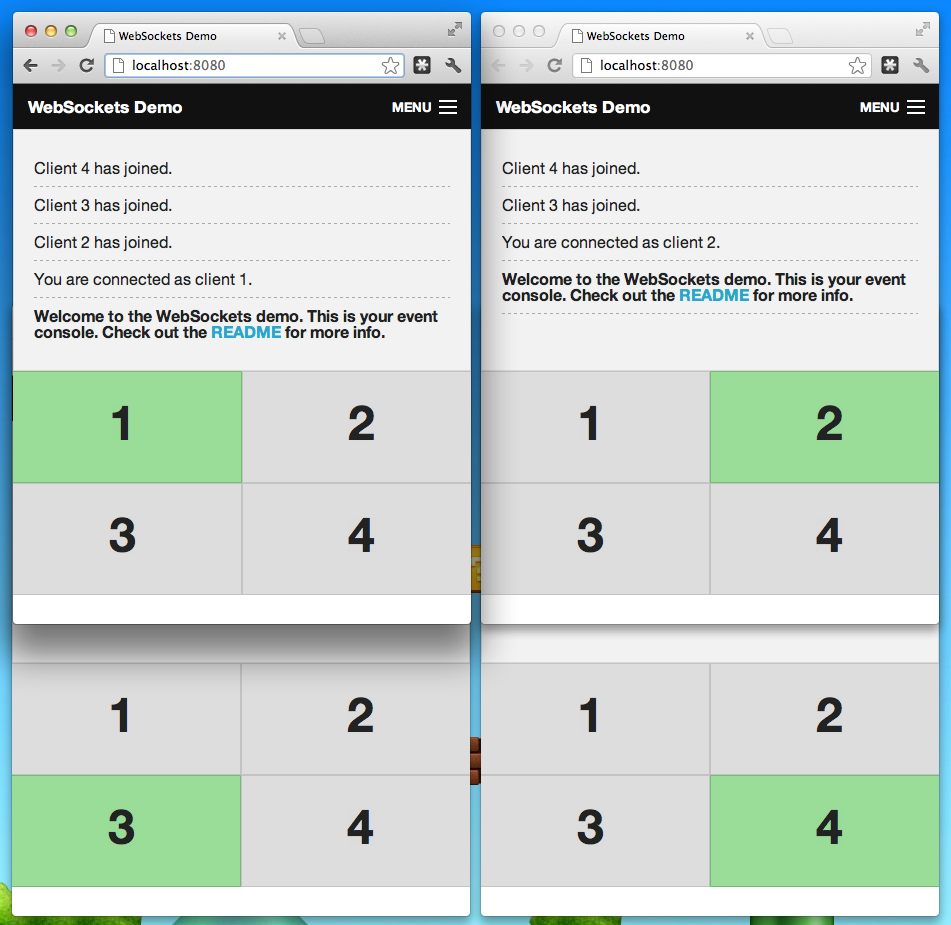 WebSockets Demo
localhost:8080
WebSockets Demo MENU
Client 4 has joined.
Client 3 has joined.
Client 2 has joined.
You are connected as client 1.
Welcome to the WebSockets demo. This is your event
console. Check out the README for more info.
1 2
3 4
WebSockets Demo
localhost:8080
WebSockets Demo MENU
Client 4 has joined.
Client 3 has joined.
You are connected as client 2.
Welcome to the WebSockets demo. This is your event
console. Check out the README for more info.
1 2
3 4
1 2
3 4
1 2
3 4